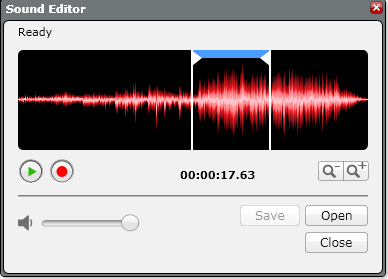 Sound Editor
Ready
00:00:17.63
Save
Open
Close